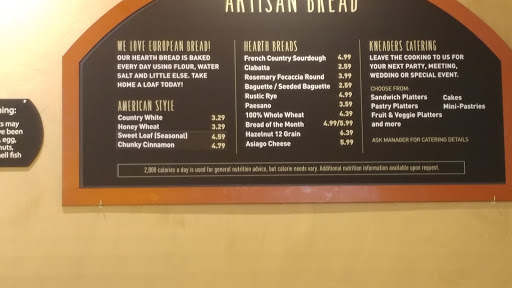 ARTISAN BREAD
WE LOVE EUROPEAN BREAD!
OUR HEARTH BREAD IS BAKED
EVERY DAY USING FLOUR, WATER
SALT AND LITTLE ELSE. TAKE
HOME A LOAF TODAY!
AMERICAN STYLE
Country White 3.29
Honey Wheat 3.29
Sweet Loaf (Seasonal) 4.59
Chunky Cinnamon 4.99
HEARTH BREADS
French Country Sourdough 4.99
Ciabatta 2.59
Rosemary Focaccia Round 3.99
Baguette / Seeded Baguette 2.59
Rustic Rye 4.99
Paesano 3.59
100% Whole Wheat 4.39
Bread of the Month 4.99/5.99
Hazelnut 12 Grain 6.39
Asiago Cheese 5.99
KNEADERS CATERING
LEAVE THE COOKING TO US FOR
YOUR NEXT PARTY, MEETING,
WEDDING OR SPECIAL EVENT.
CHOOSE FROM:
Sandwich Platters Cakes
Pastry Platters Mini-Pastries
Fruit & Veggie Platters
and more
ASK MANAGER FOR CATERING DETAILS
2,000 calories a day is used for general nutrition advice, but calorie needs vary. Additional nutrition information available upon request.
ning:
ts may
ve been
, egg,
nuts,
hell fish